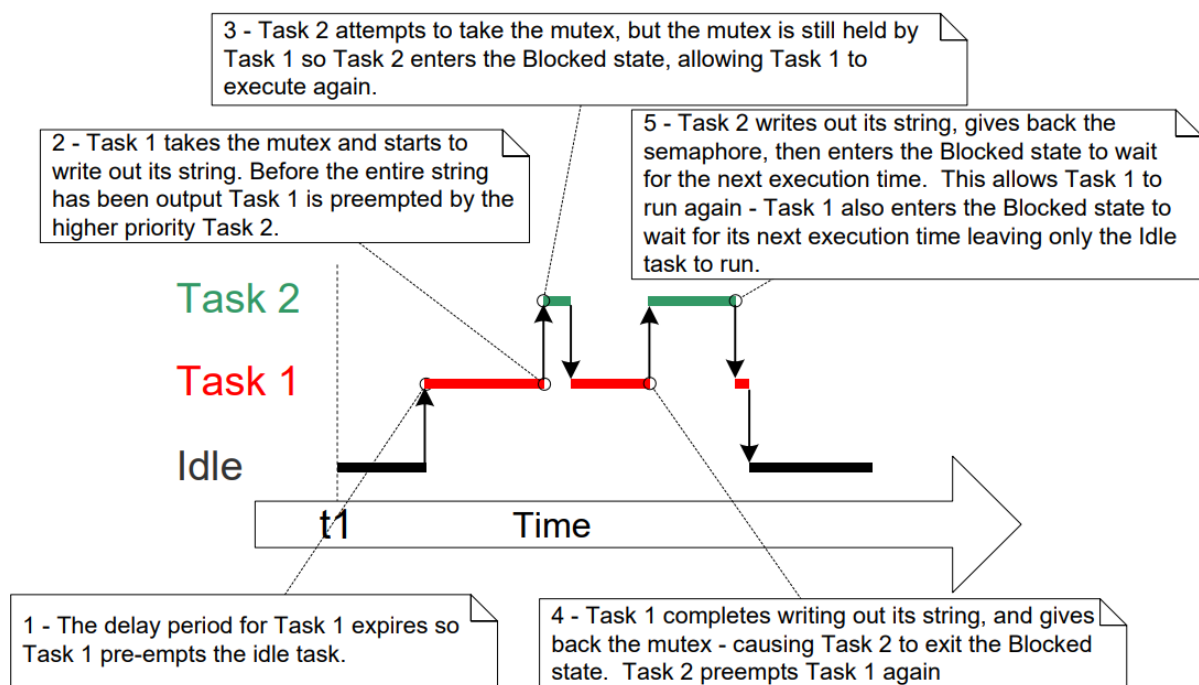 3 - Task 2 attempts to take the mutex, but the mutex is still held by
Task 1 so Task 2 enters the Blocked state, allowing Task 1 to
execute again.
2 - Task 1 takes the mutex and starts to
write out its string. Before the entire string
has been output Task 1 is preempted by the
higher priority Task 2.
5 - Task 2 writes out its string, gives back the
semaphore, then enters the Blocked state to wait
for the next execution time.  This allows Task 1 to
run again - Task 1 also enters the Blocked state to
wait for its next execution time leaving only the Idle
task to run.
Task 2
Task 1
Idle
t1
Time
1 - The delay period for Task 1 expires so
Task 1 pre-empts the idle task.
4 - Task 1 completes writing out its string, and gives
back the mutex - causing Task 2 to exit the Blocked
state.  Task 2 preempts Task 1 again